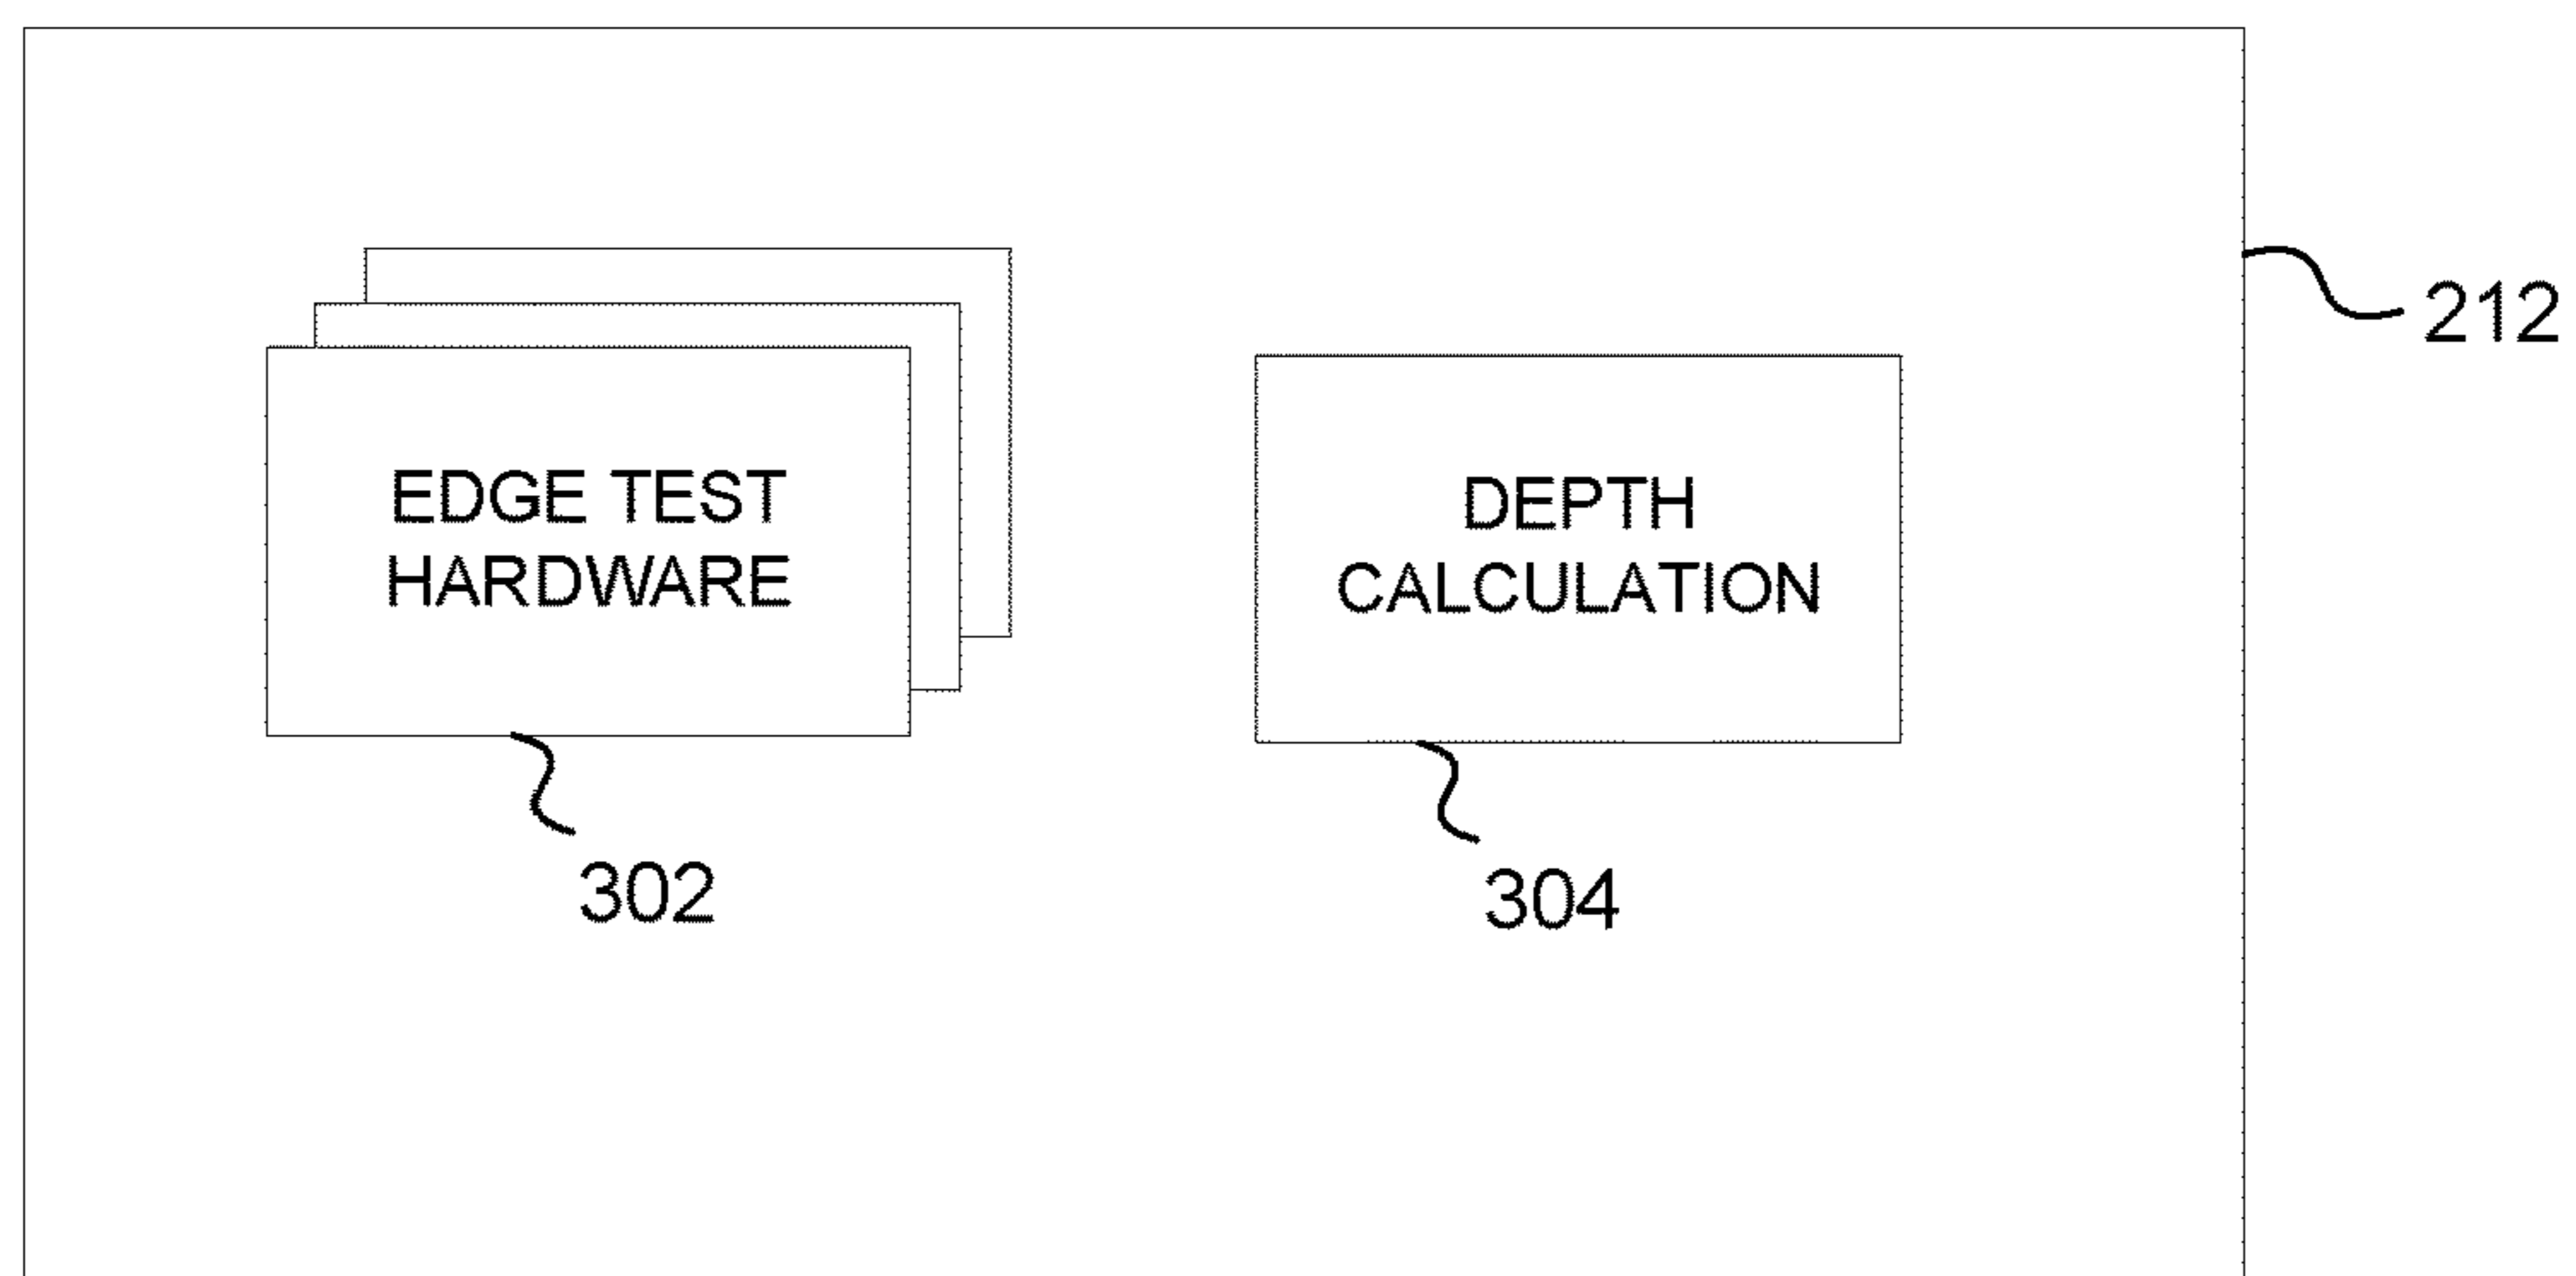 212
EDGE TEST
HARDWARE
DEPTH
CALCULATION
302
304